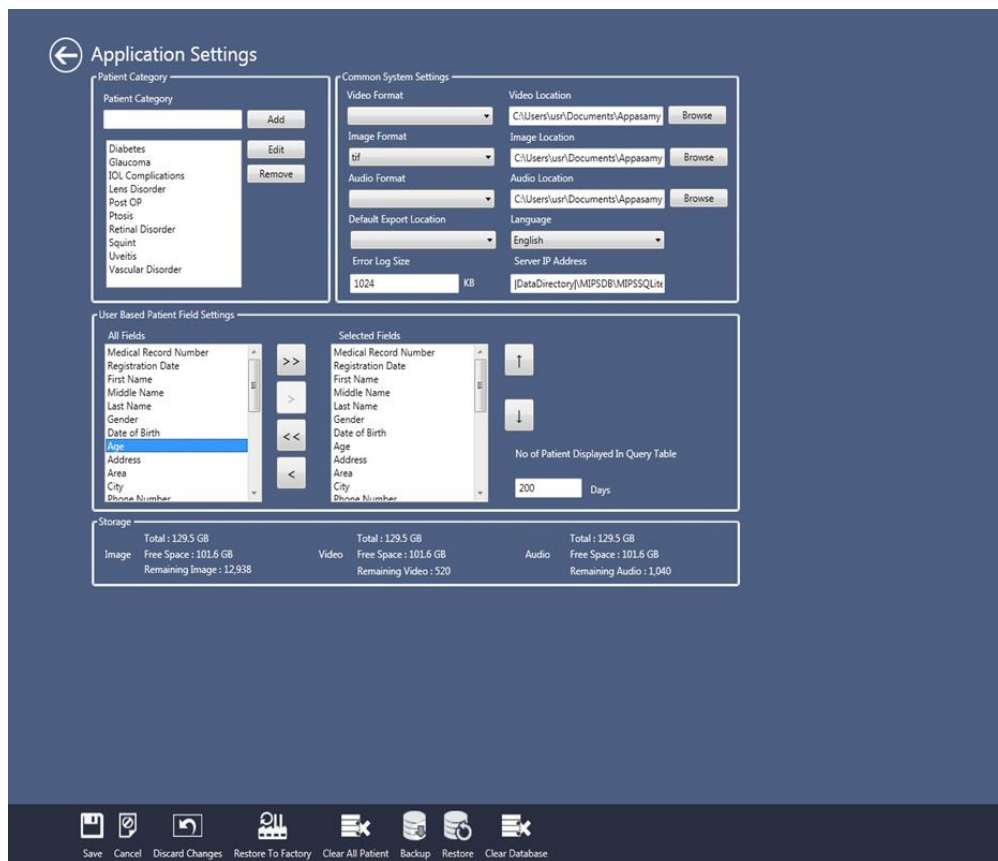 Application Settings
Patient Category
Patient Category
Add
Edit
Remove
Diabetes
Glaucoma
IOL Complications
Lens Disorder
Post OP
Ptosis
Retinal Disorder
Squint
Uveitis
Vascular Disorder
Common System Settings
Video Format
Video Location
C:\Users\usr\Documents\Appasamy
Browse
Image Format
Image Location
tif
C:\Users\usr\Documents\Appasamy
Browse
Audio Format
Audio Location
C:\Users\usr\Documents\Appasamy
Browse
Default Export Location
Language
English
Error Log Size
Server IP Address
1024 KB
|DataDirectory|\MIPSDB\MIPSSQLite
User Based Patient Field Settings
All Fields
Medical Record Number
Registration Date
First Name
Middle Name
Last Name
Gender
Date of Birth
Age
Address
Area
City
Phone Number
>>
>
<<
<
Selected Fields
Medical Record Number
Registration Date
First Name
Middle Name
Last Name
Gender
Date of Birth
Age
Address
Area
City
Phone Number
↑
↓
No of Patient Displayed In Query Table
200 Days
Storage
Image
Total : 129.5 GB
Free Space : 101.6 GB
Remaining Image : 12,938
Video
Total : 129.5 GB
Free Space : 101.6 GB
Remaining Video : 520
Audio
Total : 129.5 GB
Free Space : 101.6 GB
Remaining Audio : 1,040
Save
Cancel
Discard Changes
Restore To Factory
Clear All Patient
Backup
Restore
Clear Database